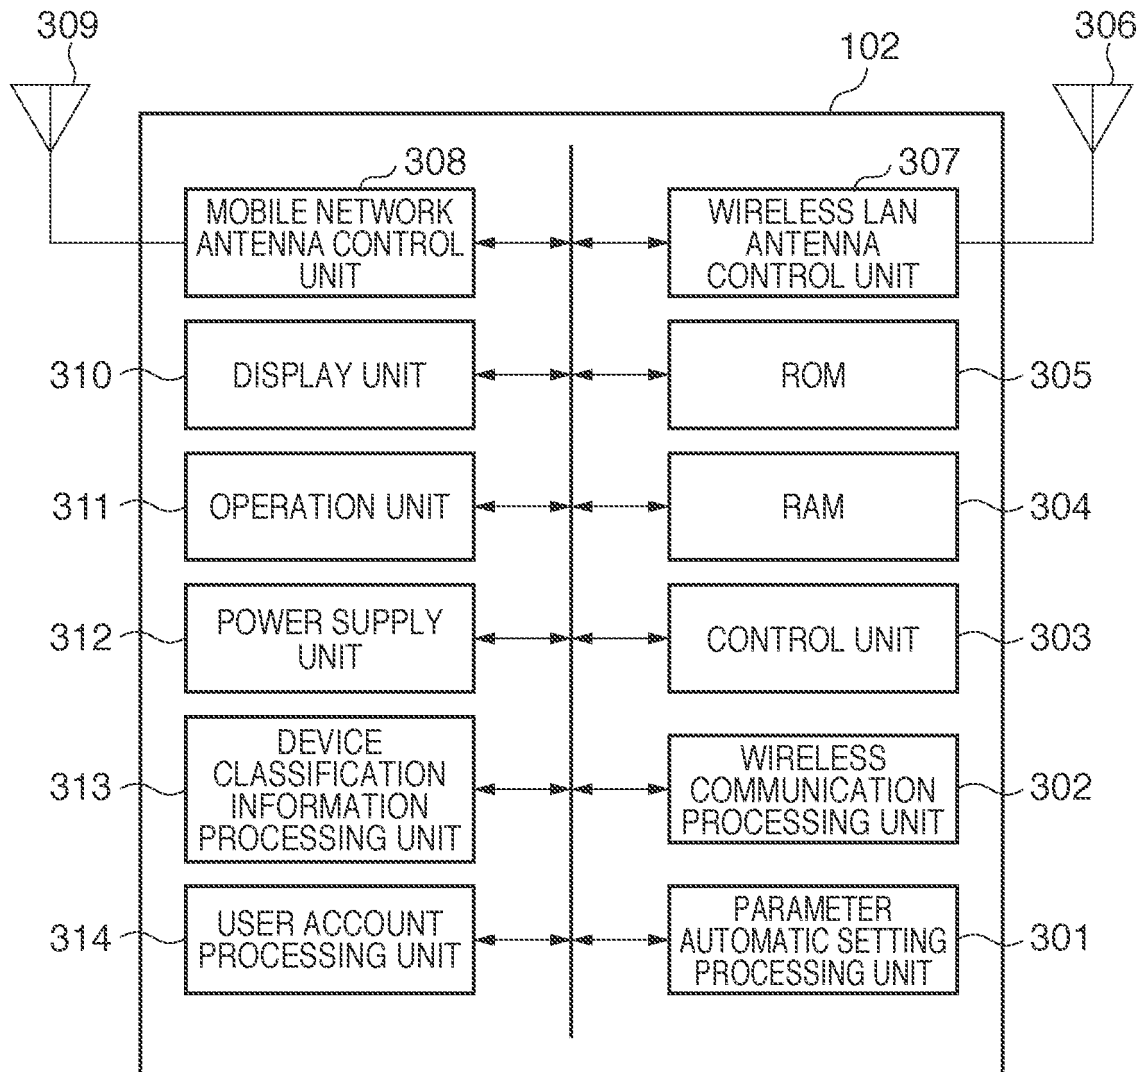 309
306
102
308
307
MOBILE NETWORK
ANTENNA CONTROL
UNIT
WIRELESS LAN
ANTENNA
CONTROL UNIT
310
DISPLAY UNIT
ROM
305
311
OPERATION UNIT
RAM
304
312
POWER SUPPLY
UNIT
CONTROL UNIT
303
313
DEVICE
CLASSIFICATION
INFORMATION
PROCESSING UNIT
WIRELESS
COMMUNICATION
PROCESSING UNIT
302
314
USER ACCOUNT
PROCESSING UNIT
PARAMETER
AUTOMATIC SETTING
PROCESSING UNIT
301